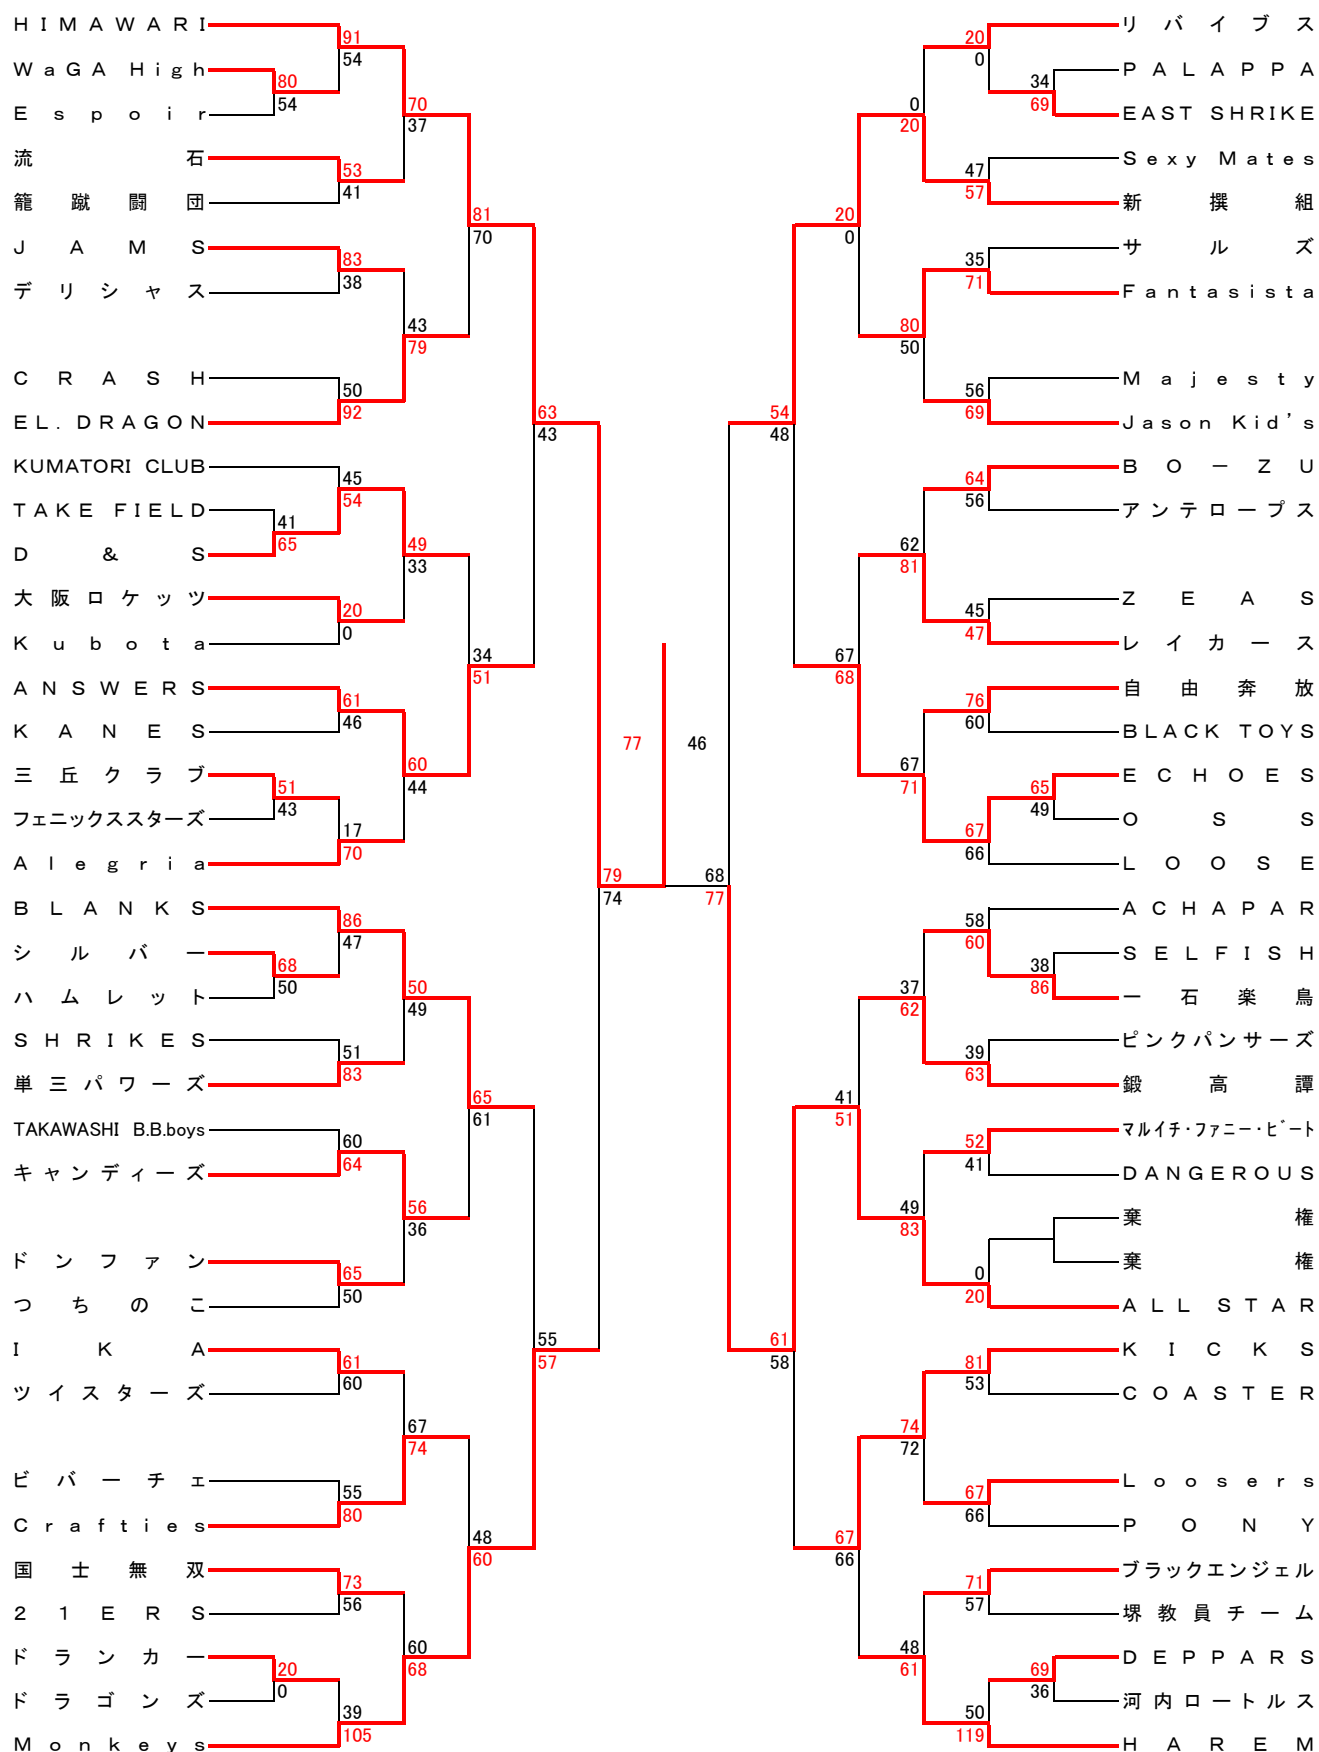 HIMAWARI
91
54
WaGA High
80
54
Espoir
70
37
流石
53
41
籠蹴闘団
81
70
JAMS
83
38
デリシャス
43
79
CRASH
50
92
EL. DRAGON
63
43
KUMATORI CLUB
45
54
TAKE FIELD
41
65
D & S
49
33
大阪ロケッツ
20
0
Kubota
34
51
ANSWERS
61
46
KANES
60
44
三丘クラブ
51
43
フェニックススターズ
17
70
Alegria
79
74
BLANKS
86
47
シルバー
68
50
ハムレット
50
49
SHRIKES
51
83
単三パワーズ
65
61
TAKAWASHI B.B.boys
60
64
キャンディーズ
56
36
ドンファン
65
50
つちのこ
55
57
IKA
61
60
ツイスターズ
67
74
ビバーチェ
55
80
Crafties
48
60
国士無双
73
56
21ERS
60
68
ドランカー
20
0
ドラゴンズ
39
105
Monkeys
77
46
リバイブス
20
0
PALAPPA
34
69
EAST SHRIKE
0
20
Sexy Mates
47
57
新撰組
20
0
サルズ
35
71
Fantasista
80
50
Majesty
56
69
Jason Kid's
54
48
BO－ZU
64
56
アンテロープス
62
81
ZEAS
45
47
レイカース
67
68
自由奔放
76
60
BLACK TOYS
67
71
ECHOES
65
49
OSS
67
66
LOOSE
68
77
ACHAPAR
58
60
SELFISH
38
86
一石楽鳥
37
62
ピンクパンサーズ
39
63
鍛高譚
41
51
マルイチ・ファニー・ビート
52
41
DANGEROUS
49
83
棄権
棄権
0
20
ALL STAR
61
58
KICKS
81
53
COASTER
74
72
Loosers
67
66
PONY
67
66
ブラックエンジェル
71
57
堺教員チーム
48
61
DEPPARS
69
36
河内ロートルス
50
119
HAREM